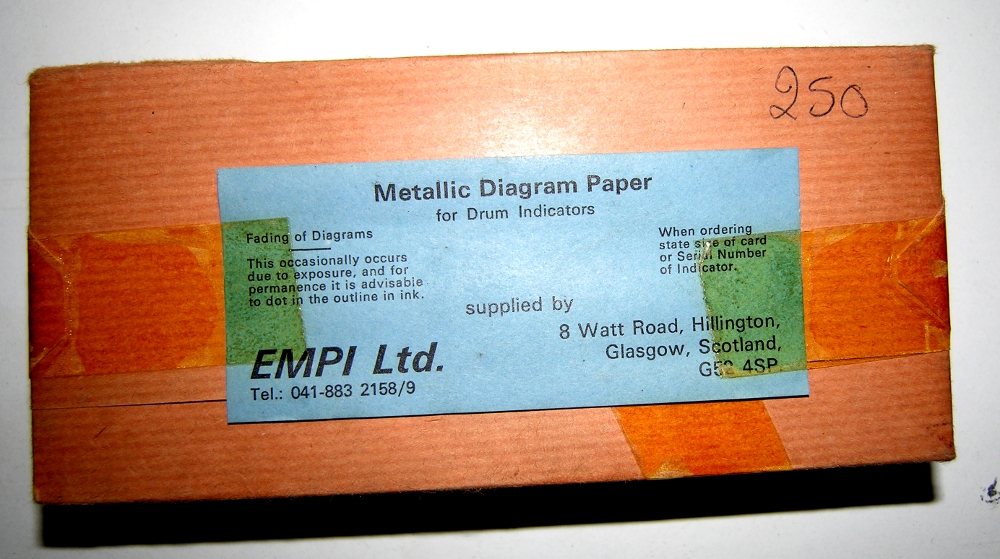 250
Metallic Diagram Paper
for Drum Indicators
Fading of Diagrams
This occasionally occurs
due to exposure, and for
permanence it is advisable
to dot in the outline in ink.
When ordering
state size of card
or Serial Number
of Indicator.
supplied by
8 Watt Road, Hillington,
Glasgow, Scotland,
G52 4SP.
EMPI Ltd.
Tel.: 041-883 2158/9